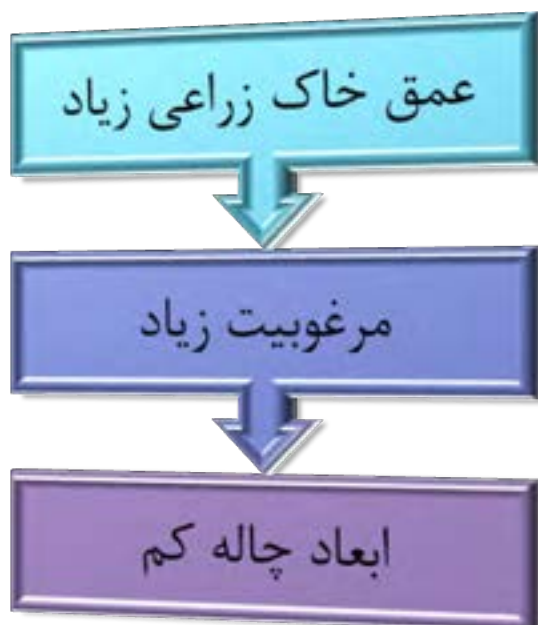 عمق خاک زراعی زیاد
مرغوبیت زیاد
ابعاد چاله کم